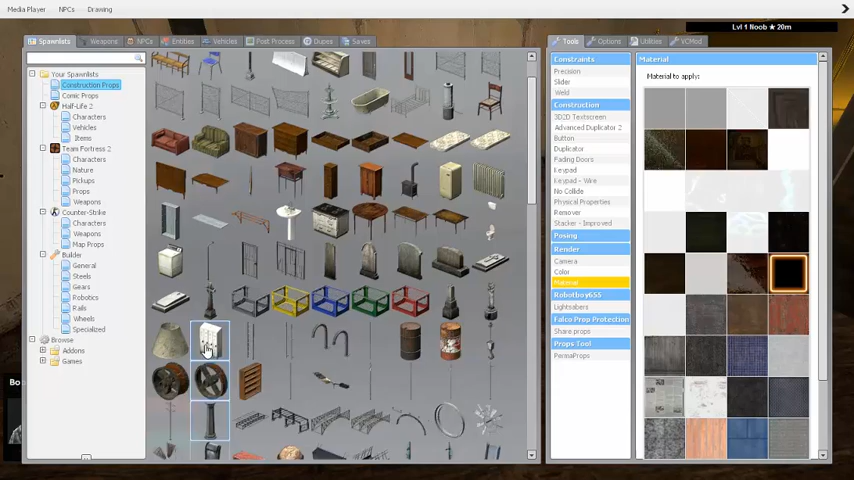 Media Player NPCs Drawing
Lvl 1 Noob ★ 20m
Spawnlists Weapons NPCs Entities Vehicles Post Process Dupes Saves
Your Spawnlists
Construction Props
Comic Props
Half-Life 2
Characters
Vehicles
Items
Team Fortress 2
Characters
Nature
Pickups
Props
Weapons
Counter-Strike
Characters
Weapons
Map Props
Builder
General
Steels
Gears
Robotics
Rails
Wheels
Specialized
Browse
Addons
Games
Bo
Tools Options Utilities VCMod
Constraints
Precision
Slider
Weld
Construction
3D2D Textscreen
Advanced Duplicator 2
Button
Duplicator
Fading Doors
Keypad
Keypad - Wire
No Collide
Physical Properties
Remover
Stacker - Improved
Posing
Render
Camera
Color
Material
Robotboy655
Lightsabers
Falco Prop Protection
Share props
Props Tool
PermaProps
Material
Material to apply: